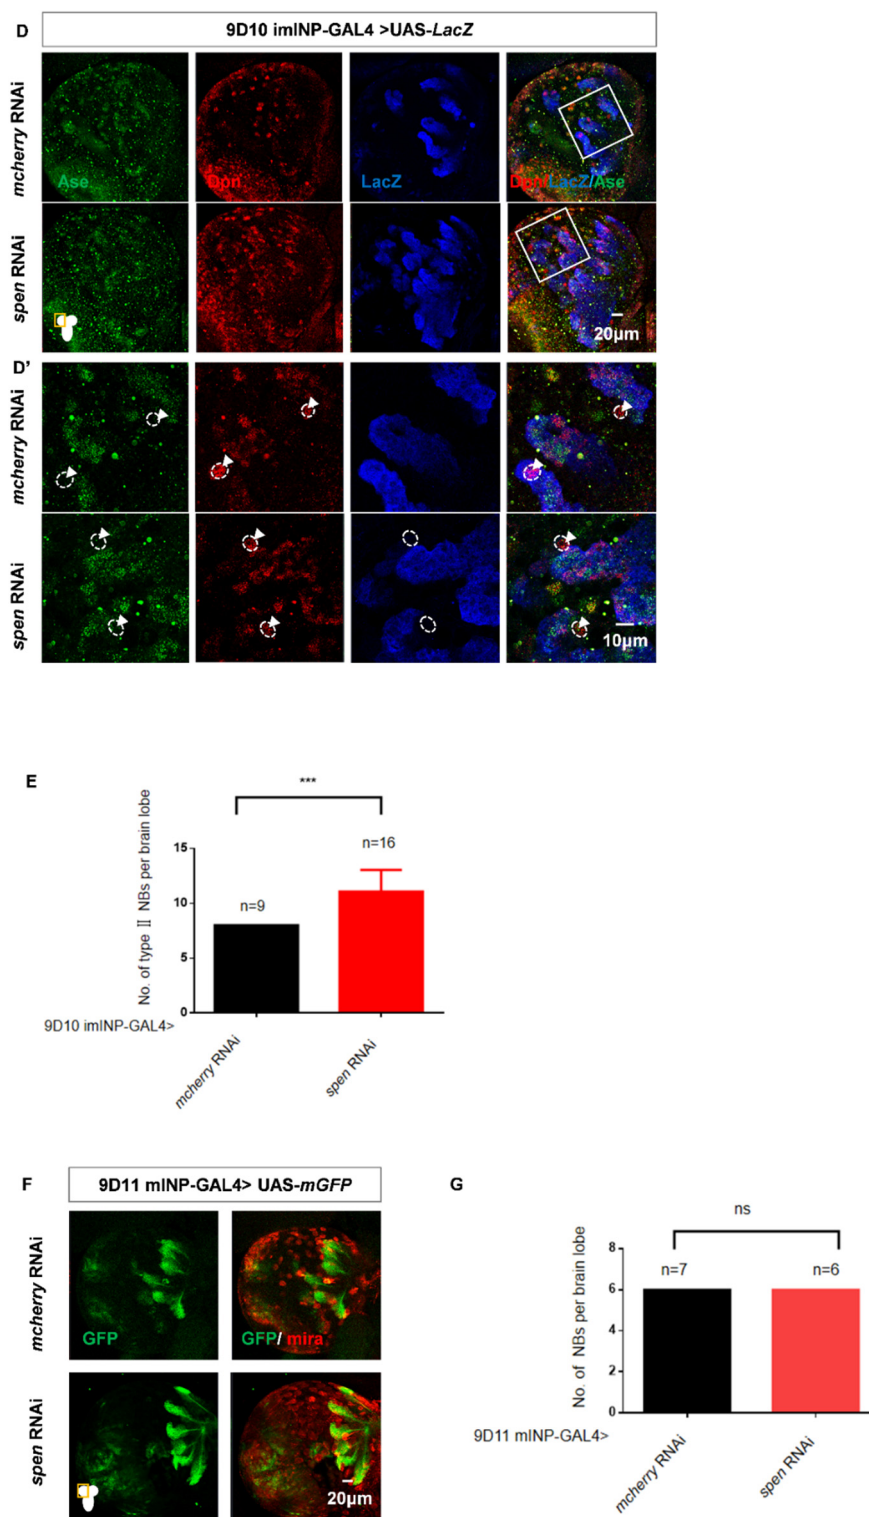 D
9D10 imINP-GAL4 >UAS-LacZ
mcherry RNAi
Ase
Dpn
LacZ
Dpn/LacZ/Ase
spen RNAi
20μm
D'
mcherry RNAi
spen RNAi
10μm
E
***
No. of type II NBs per brain lobe
15
10
5
0
n=9
n=16
9D10 imINP-GAL4>
mcherry RNAi
spen RNAi
F
9D11 mINP-GAL4> UAS-mGFP
mcherry RNAi
GFP
GFP/ mira
spen RNAi
20μm
G
ns
No. of NBs per brain lobe
8
6
4
2
0
n=7
n=6
9D11 mINP-GAL4>
mcherry RNAi
spen RNAi